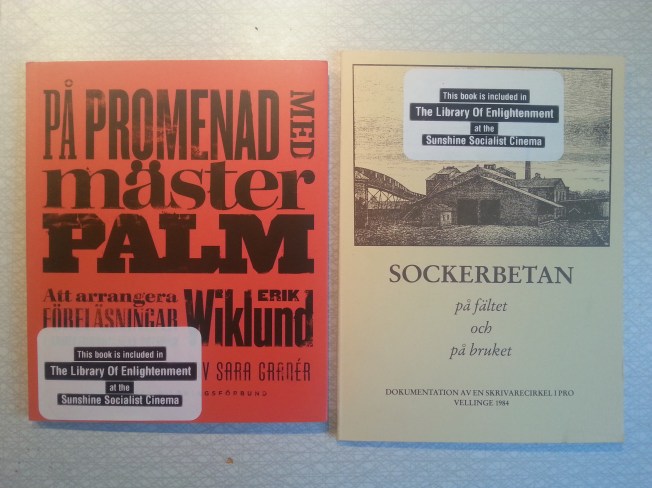 PÅ PROMENAD MED
mäster
PALM
Att arrangera
FÖRELÄSNINGAR
ERIK
Wiklund
This book is included in
The Library Of Enlightenment
at the
Sunshine Socialist Cinema
V SARA GRANÉR
GSFÖRBUND
This book is included in
The Library Of Enlightenment
at the
Sunshine Socialist Cinema
SOCKERBETAN
på fältet
och
på bruket
DOKUMENTATION AV EN SKRIVARECIRKEL I PRO
VELLINGE 1984